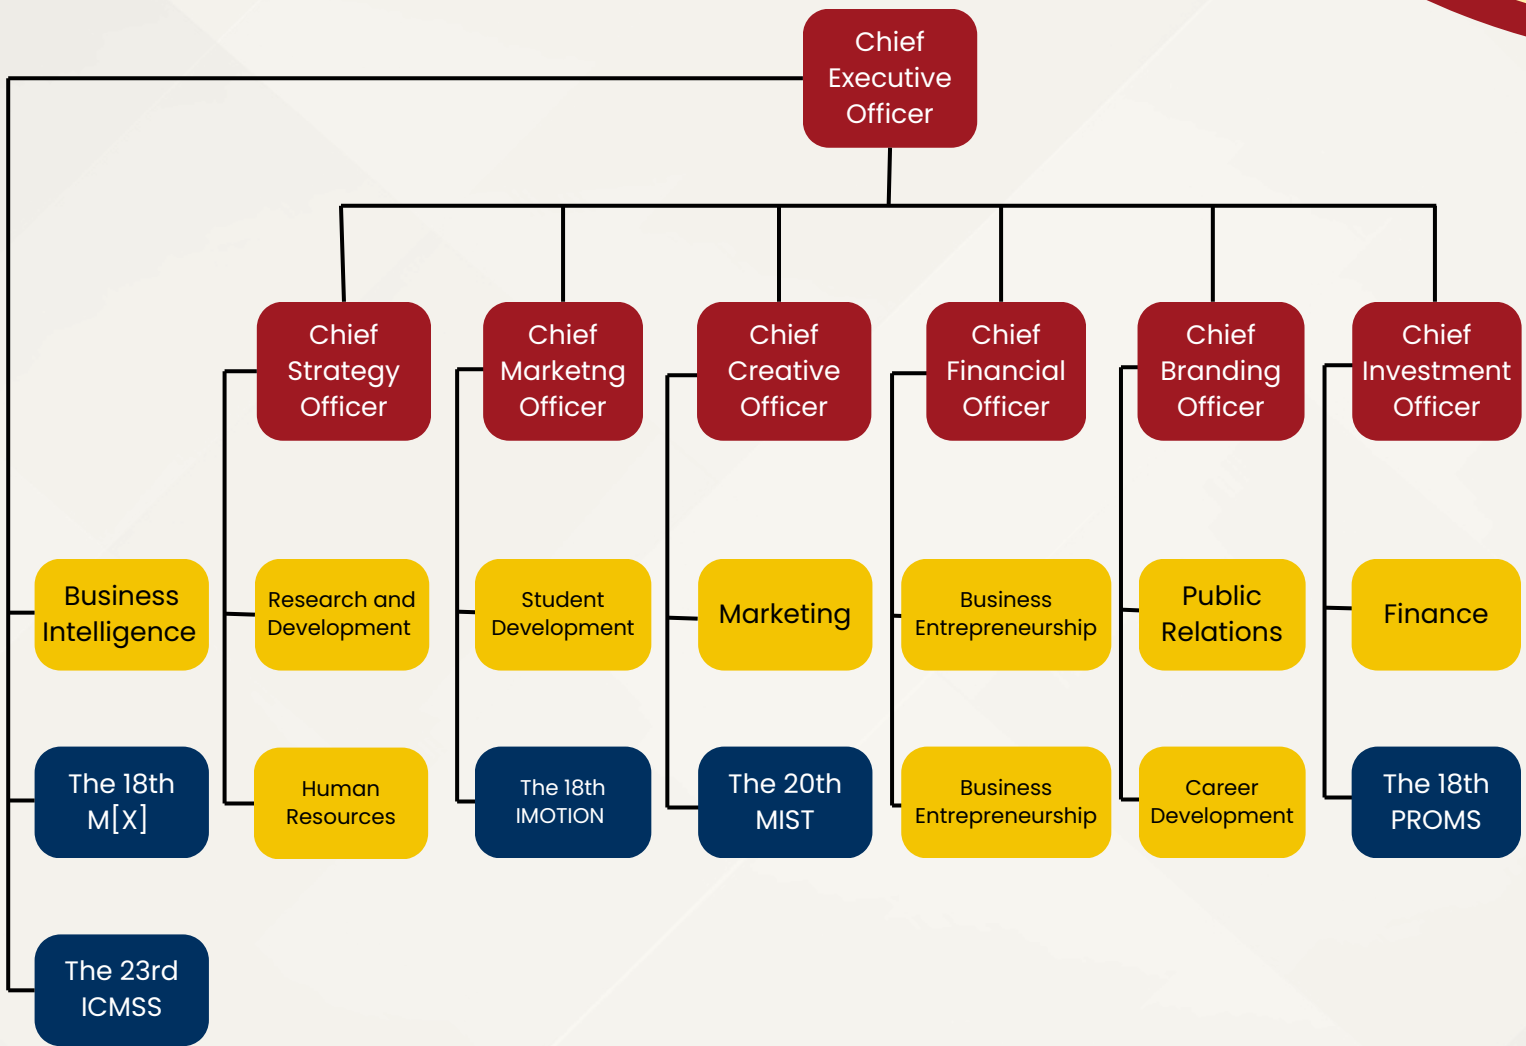 Chief
Executive
Officer
Chief
Strategy
Officer
Chief
Marketng
Officer
Chief
Creative
Officer
Chief
Financial
Officer
Chief
Branding
Officer
Chief
Investment
Officer
Business
Intelligence
Research and
Development
Student
Development
Marketing
Business
Entrepreneurship
Public
Relations
Finance
The 18th
M[X]
Human
Resources
The 18th
IMOTION
The 20th
MIST
Business
Entrepreneurship
Career
Development
The 18th
PROMS
The 23rd
ICMSS